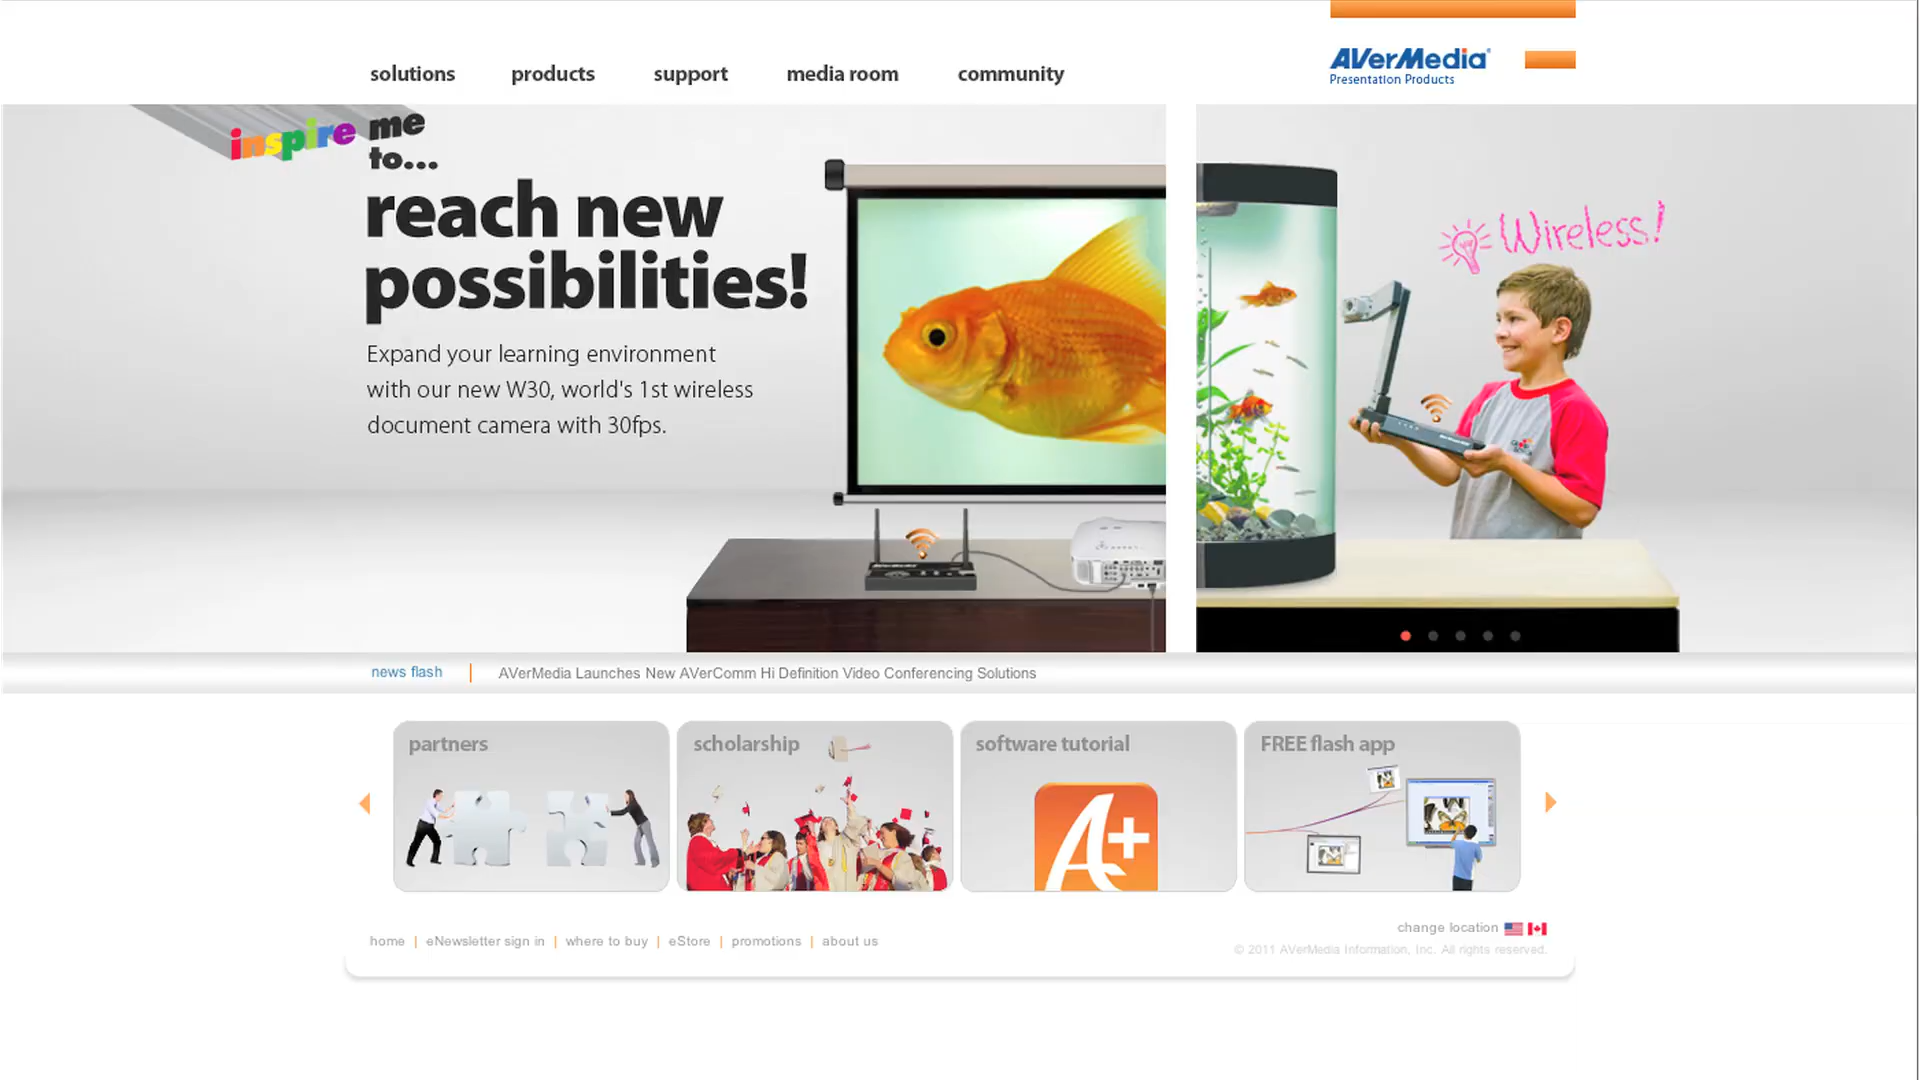 solutions products support media room community
AVerMedia
Presentation Products
inspire me
to...
reach new
possibilities!
Expand your learning environment
with our new W30, world's 1st wireless
document camera with 30fps.
Wireless!
AVerMedia
news flash | AVerMedia Launches New AVerComm Hi Definition Video Conferencing Solutions
partners
scholarship
software tutorial
FREE flash app
A+
change location
home | eNewsletter sign in | where to buy | eStore | promotions | about us
© 2011 AVerMedia Information, Inc. All rights reserved.